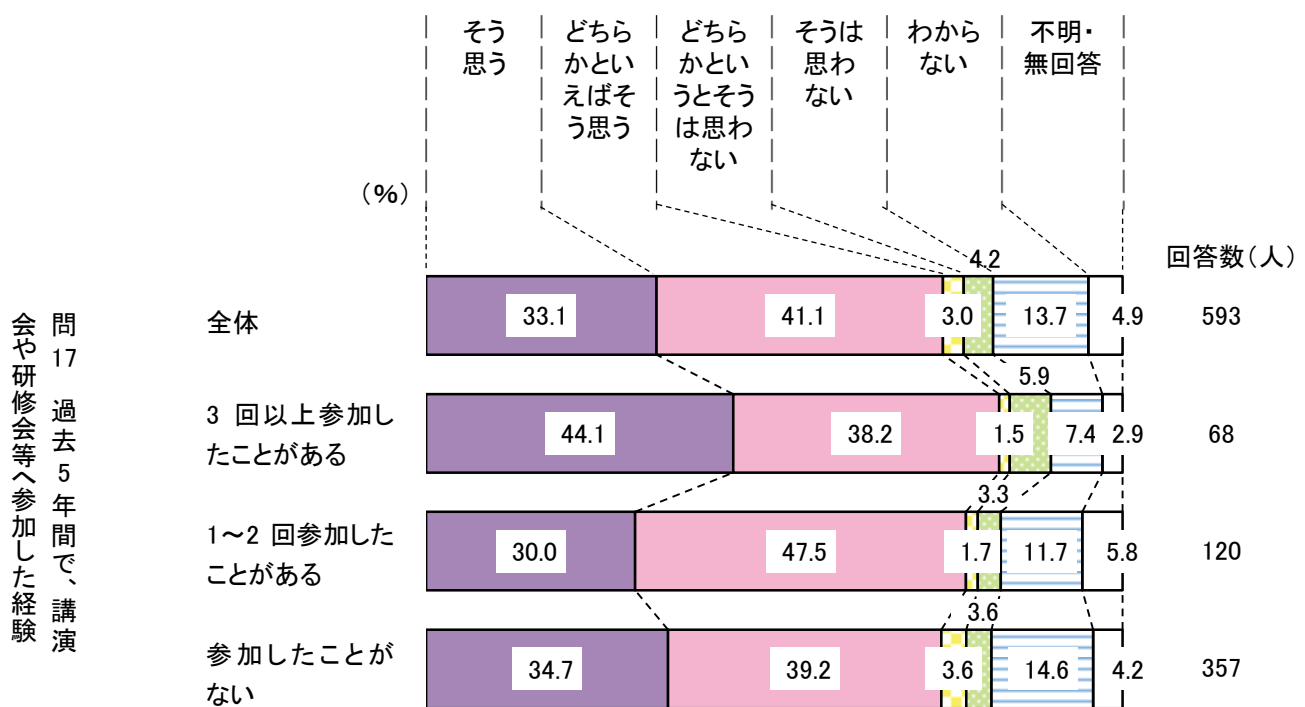 そう
思う
どちら
かとい
えばそ
う思う
どちら
かとい
うとそう
は思わ
ない
そうは
思わ
ない
わから
ない
不明・
無回答
（%）
回答数（人）
問 17 過去 5 年間で、講演
会や研修会等へ参加した経験
全体
33.1
41.1
3.0
4.2
13.7
4.9
593
3 回以上参加し
たことがある
44.1
38.2
1.5
5.9
7.4
2.9
68
1～2 回参加した
ことがある
30.0
47.5
1.7
3.3
11.7
5.8
120
参加したことが
ない
34.7
39.2
3.6
3.6
14.6
4.2
357